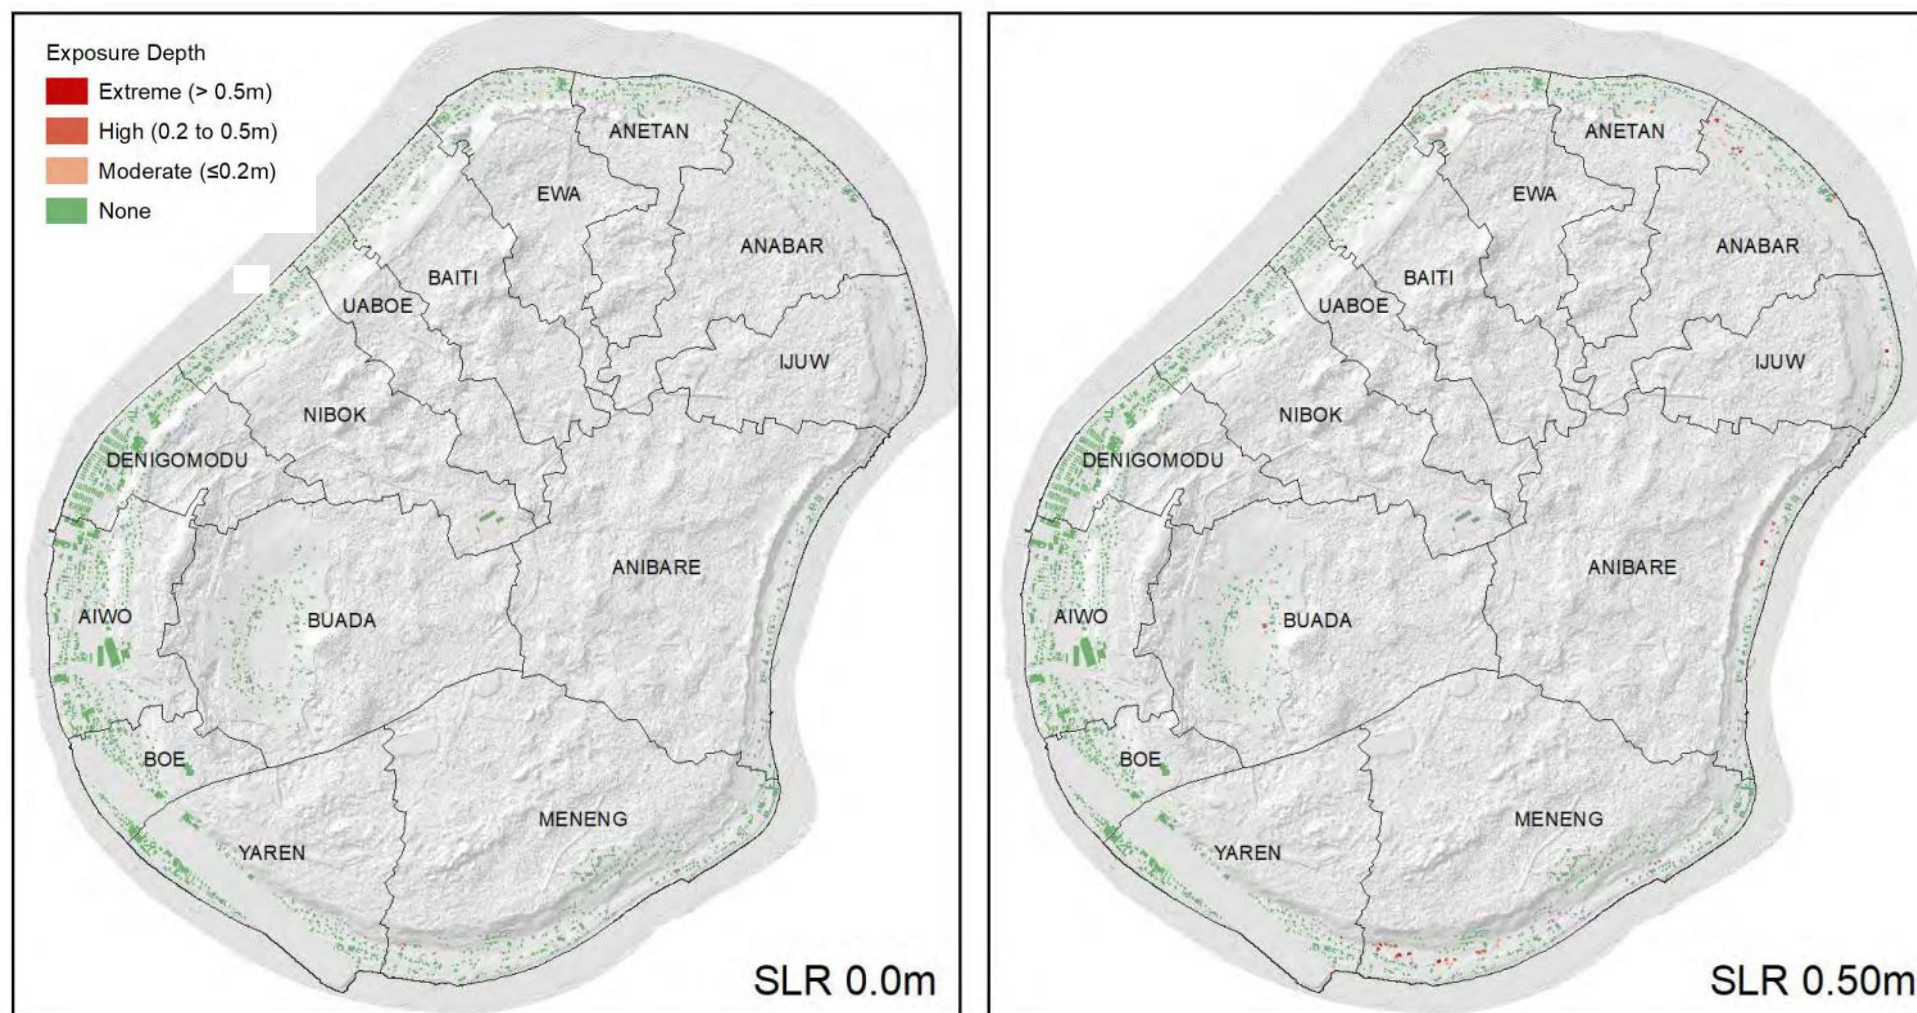 Exposure Depth
Extreme (> 0.5m)
High (0.2 to 0.5m)
Moderate (≤0.2m)
None
ANETAN
EWA
ANABAR
BAITI
UABOE
IJUW
NIBOK
DENIGOMODU
ANIBARE
AIWO
BUADA
BOE
MENENG
YAREN
SLR 0.0m
ANETAN
EWA
ANABAR
BAITI
UABOE
IJUW
NIBOK
DENIGOMODU
ANIBARE
AIWO
BUADA
BOE
MENENG
YAREN
SLR 0.50m